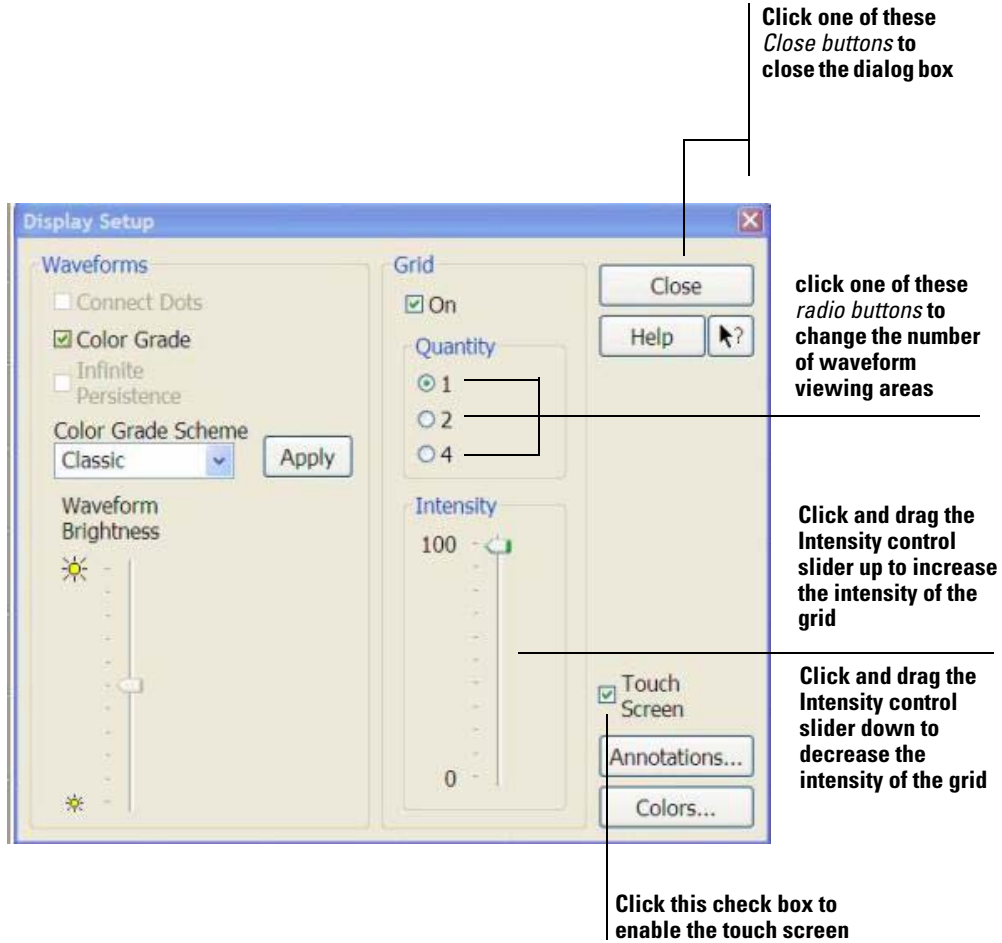 Click one of these
Close buttons to
close the dialog box
Display Setup
Waveforms
Connect Dots
Color Grade
Infinite
Persistence
Color Grade Scheme
Classic
Apply
Waveform
Brightness
Grid
On
Quantity
1
2
4
Intensity
100
0
Close
Help
?
Touch
Screen
Annotations...
Colors...
click one of these
radio buttons to
change the number
of waveform
viewing areas
Click and drag the
Intensity control
slider up to increase
the intensity of the
grid
Click and drag the
Intensity control
slider down to
decrease the
intensity of the grid
Click this check box to
enable the touch screen